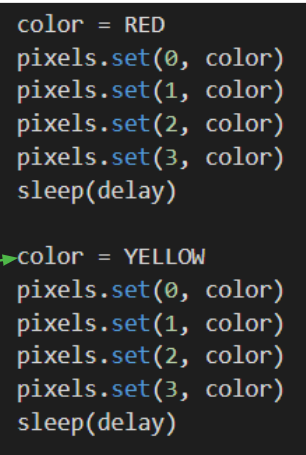 color = RED
pixels.set(0, color)
pixels.set(1, color)
pixels.set(2, color)
pixels.set(3, color)
sleep(delay)
color = YELLOW
pixels.set(0, color)
pixels.set(1, color)
pixels.set(2, color)
pixels.set(3, color)
sleep(delay)